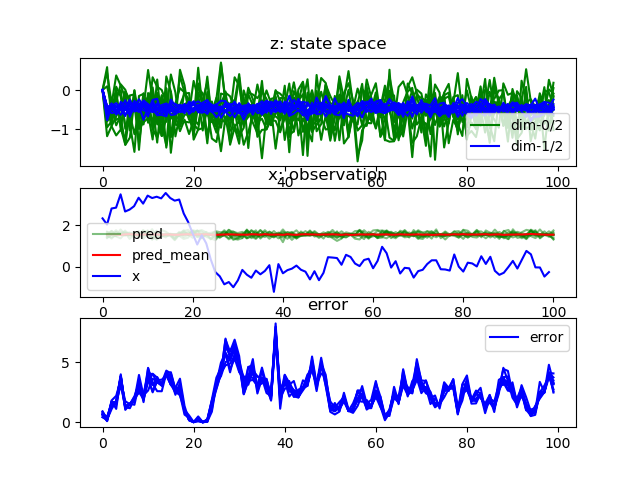 z: state space
0
−1
dim-0/2
dim-1/2
0 20 40 60 80 100
x: observation
2
0
pred
pred_mean
x
0 20 40 60 80 100
error
5
0
error
0 20 40 60 80 100